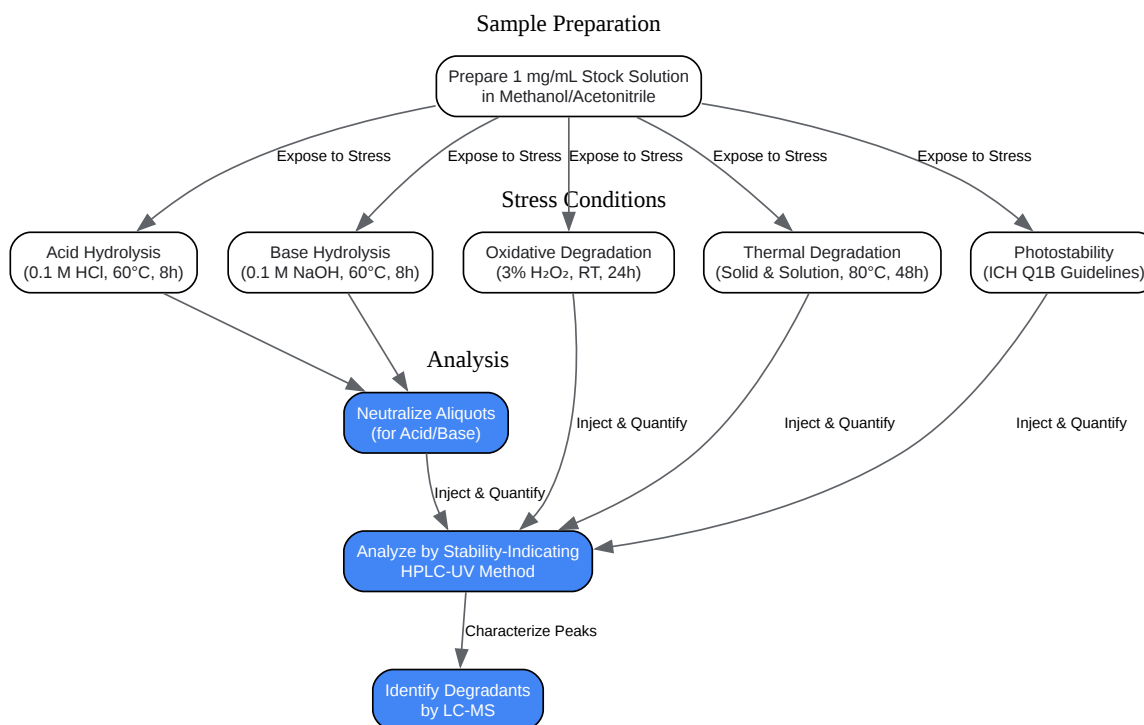 Sample Preparation
Prepare 1 mg/mL Stock Solution
in Methanol/Acetonitrile
Expose to Stress
Expose to Stress
Expose to Stress
Expose to Stress
Expose to Stress
Stress Conditions
Acid Hydrolysis
(0.1 M HCl, 60°C, 8h)
Base Hydrolysis
(0.1 M NaOH, 60°C, 8h)
Oxidative Degradation
(3% H₂O₂, RT, 24h)
Thermal Degradation
(Solid & Solution, 80°C, 48h)
Photostability
(ICH Q1B Guidelines)
Analysis
Neutralize Aliquots
(for Acid/Base)
Inject & Quantify
Inject & Quantify
Inject & Quantify
Inject & Quantify
Analyze by Stability-Indicating
HPLC-UV Method
Characterize Peaks
Identify Degradants
by LC-MS